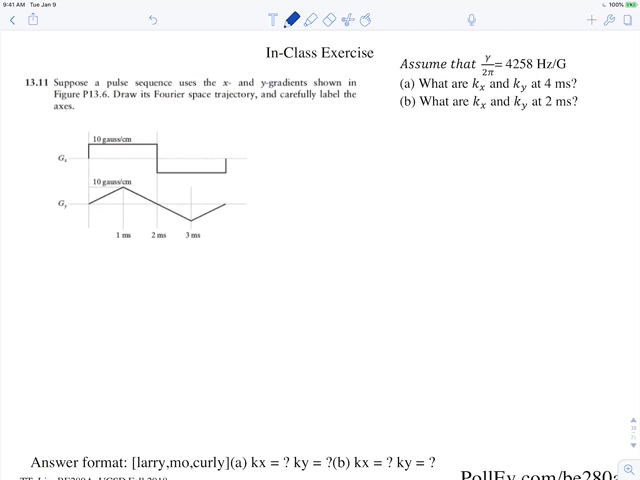 9:41 AM Tue Jan 9
100%
In-Class Exercise
Assume that γ/2π = 4258 Hz/G
(a) What are kx and ky at 4 ms?
(b) What are kx and ky at 2 ms?
13.11 Suppose a pulse sequence uses the x- and y-gradients shown in
Figure P13.6. Draw its Fourier space trajectory, and carefully label the
axes.
10 gauss/cm
Gx
10 gauss/cm
Gy
1 ms 2 ms 3 ms
Answer format: [larry,mo,curly](a) kx = ? ky = ?(b) kx = ? ky = ?
PollEv.com/be280a